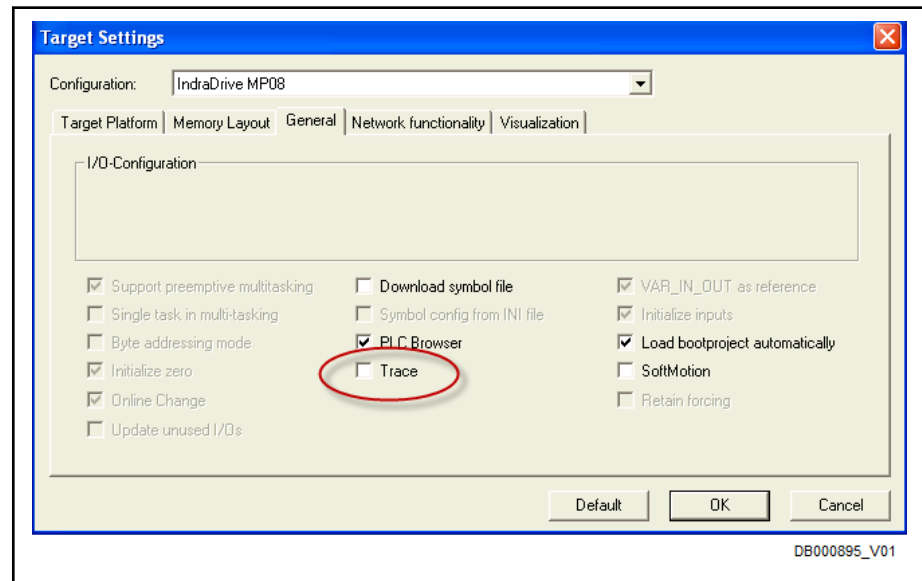 Target Settings
Configuration: IndraDrive MP08
Target Platform Memory Layout General Network functionality Visualization
I/O-Configuration
Support preemptive multitasking Download symbol file VAR_IN_OUT as reference
Single task in multi-tasking Symbol config from INI file Initialize inputs
Byte addressing mode PLC Browser Load bootproject automatically
Initialize zero Trace SoftMotion
Online Change Retain forcing
Update unused I/Os
Default OK Cancel
DB000895_V01